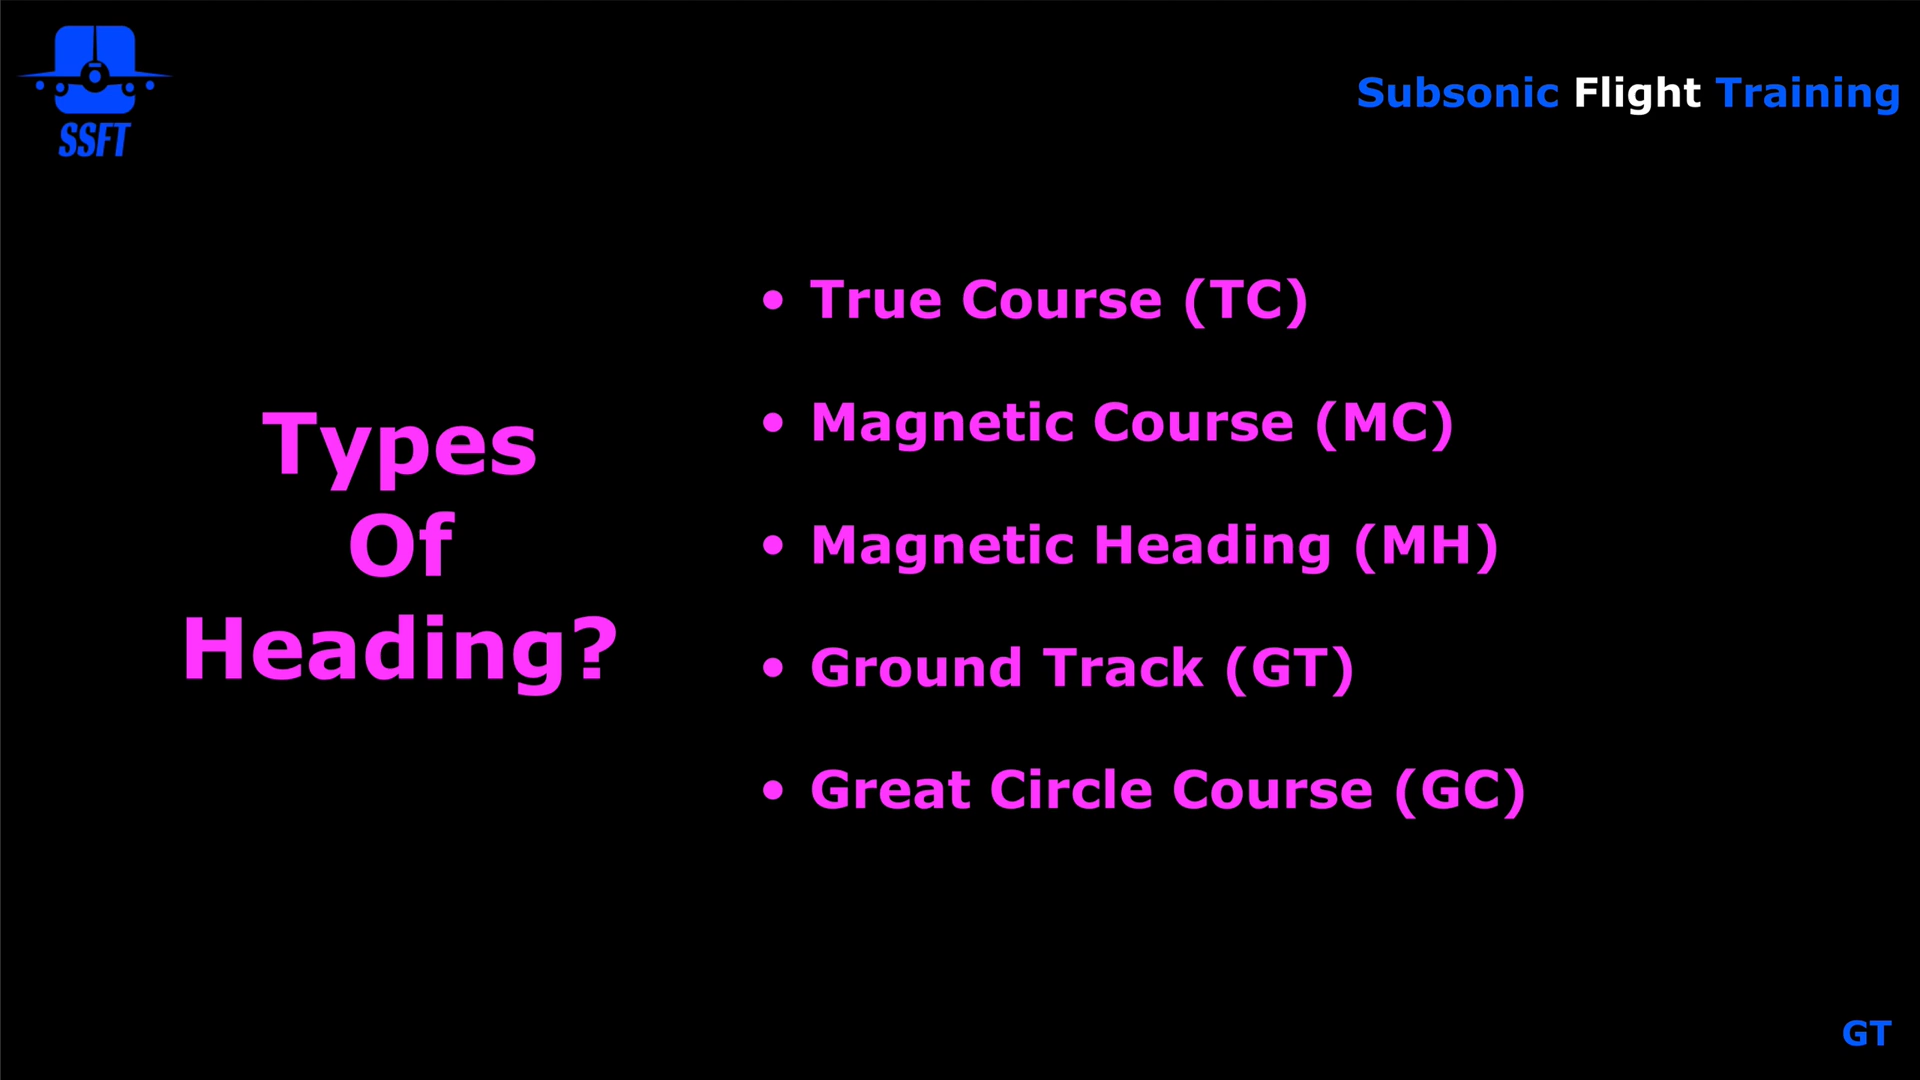 SSFT
Subsonic Flight Training
Types
Of
Heading?
• True Course (TC)
• Magnetic Course (MC)
• Magnetic Heading (MH)
• Ground Track (GT)
• Great Circle Course (GC)
GT